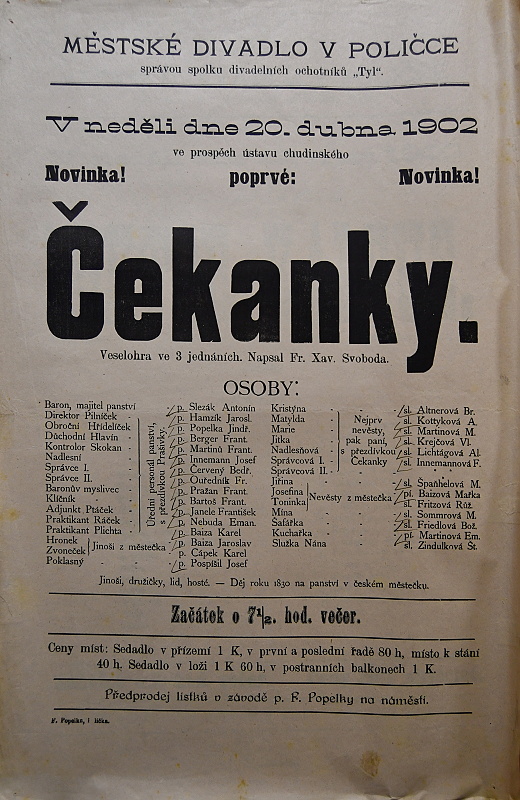 MĚSTSKÉ DIVADLO V POLIČCE
správou spolku divadelních ochotníků „Tyl“.
V neděli dne 20. dubna 1902
ve prospěch ústavu chudinského
Novinka! poprvé: Novinka!
Čekanky.
Veselohra ve 3 jednáních. Napsal Fr. Xav. Svoboda.
OSOBY:
Baron, majitel panství p. Slezák Antonín
Direktor Pilníček p. Hamzík Jarosl.
Obroční Hřídelíček p. Popelka Jindř.
Důchodní Hlavín p. Berger Frant.
Kontrolor Skokan p. Martinů Frant.
Nadlesní p. Innemann Josef
Správce I. p. Červený Bedř.
Správce II. p. Ouředník Fr.
Baronův myslivec p. Pražan Frant.
Klíčník p. Bartoš Frant.
Adjunkt Ptáček p. Janele František
Praktikant Ráček p. Nebuda Eman.
Praktikant Plichta p. Baiza Karel
Úřední personál panství, s přezdívkou Prašivky.
Hronek p. Baiza Jaroslav
Zvoneček p. Čápek Karel
Jinoši z městečka
Poklasný p. Pospíšil Josef
Kristýna sl. Altnerova Br.
Matylda sl. Kottyková A.
Marie sl. Martinová M.
Jitka sl. Krejčová Vl.
Nadlesňová sl. Lichtágová Al.
Správcová I. sl. Innemannová F.
Správcová II.
Nejprv nevěsty, pak paní, s přezdívkou Čekanky
Jiřina sl. Španhelová M.
Josefina pí. Baizová Mařka
Toninka sl. Fritzová Růž.
Nevěsty z městečka
Mína sl. Sommrová M.
Šafářka sl. Friedlová Bož.
Kuchařka pí. Martinová Em.
Služka Nána sl. Zindulková St.
Jinoši, družičky, lid, hosté. — Děj roku 1830 na panství v českém městečku.
Začátek o 7½. hod. večer.
Ceny míst: Sedadlo v přízemí 1 K, v první a poslední řadě 80 h, místo k stání
40 h. Sedadlo v loži 1 K 60 h, v postranních balkonech 1 K.
Předprodej lístků v závodě p. F. Popelky na náměstí.
F. Popelka, Polička.